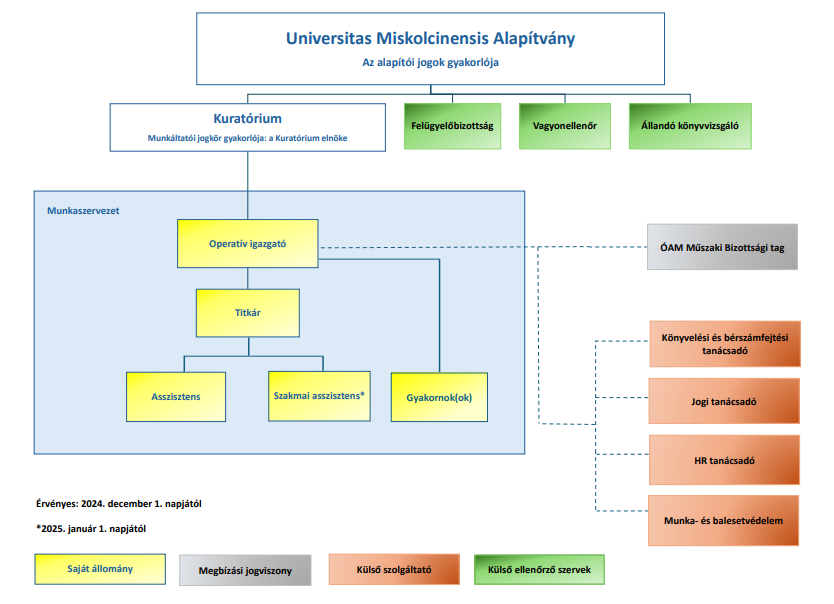 Universitas Miskolcinensis Alapítvány
Az alapítói jogok gyakorlója
Kuratórium
Munkáltatói jogkör gyakorlója: a Kuratórium elnöke
Felügyelőbizottság
Vagyonellenőr
Állandó könyvvizsgáló
Munkaszervezet
Operatív igazgató
ÓAM Műszaki Bizottsági tag
Titkár
Könyvelési és bérszámfejtési
tanácsadó
Asszisztens
Szakmai asszisztens*
Gyakornok(ok)
Jogi tanácsadó
HR tanácsadó
Munka- és balesetvédelem
Érvényes: 2024. december 1. napjától
*2025. január 1. napjától
Saját állomány
Megbízási jogviszony
Külső szolgáltató
Külső ellenőrző szervek